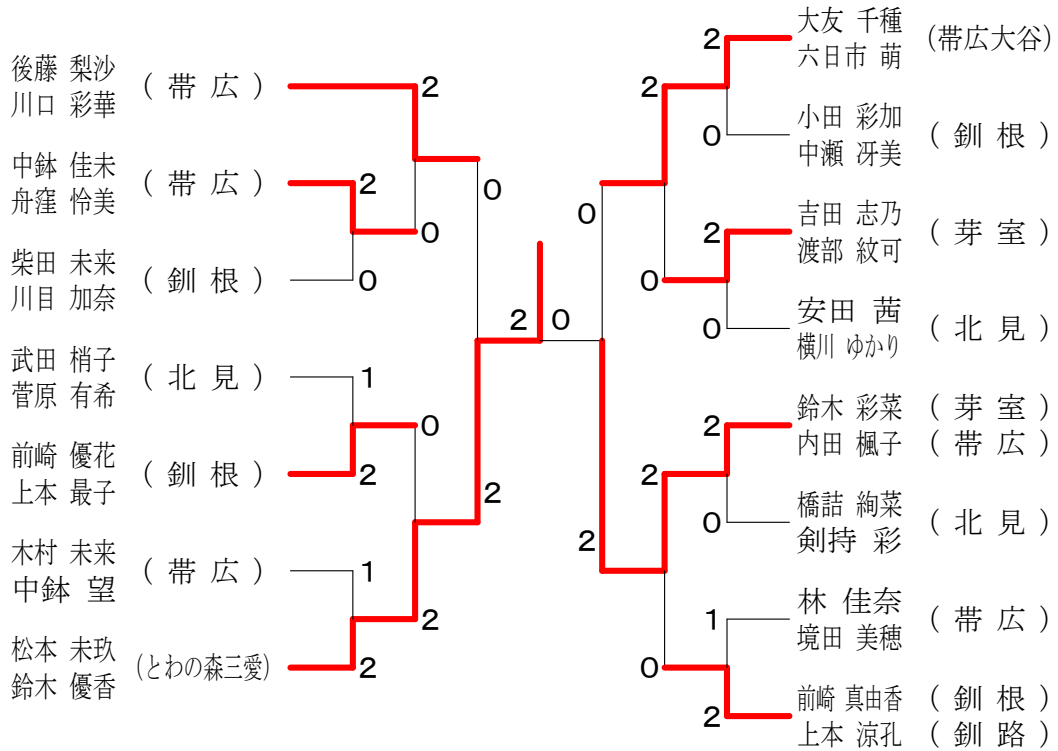 後藤 梨沙
川口 彩華
( 帯 広 )
2
中鉢 佳未
舟窪 怜美
( 帯 広 )
2
0
柴田 未来
川目 加奈
( 釧 根 )
0
0
武田 梢子
菅原 有希
( 北 見 )
1
0
前崎 優花
上本 最子
( 釧 根 )
2
2
木村 未来
中鉢 望
( 帯 広 )
1
2
松本 未玖
鈴木 優香
(とわの森三愛)
2
2 0
大友 千種
六日市 萌
(帯広大谷)
2
2
小田 彩加
中瀬 冴美
( 釧 根 )
0
0
吉田 志乃
渡部 紋可
( 芽 室 )
2
0
安田 茜
横川 ゆかり
( 北 見 )
0
鈴木 彩菜 ( 芽 室 )
内田 楓子 ( 帯 広 )
2
2
橋詰 絢菜
剣持 彩
( 北 見 )
0
2
林 佳奈
境田 美穂
( 帯 広 )
1
0
前崎 真由香 ( 釧 根 )
上本 涼孔 ( 釧 路 )
2